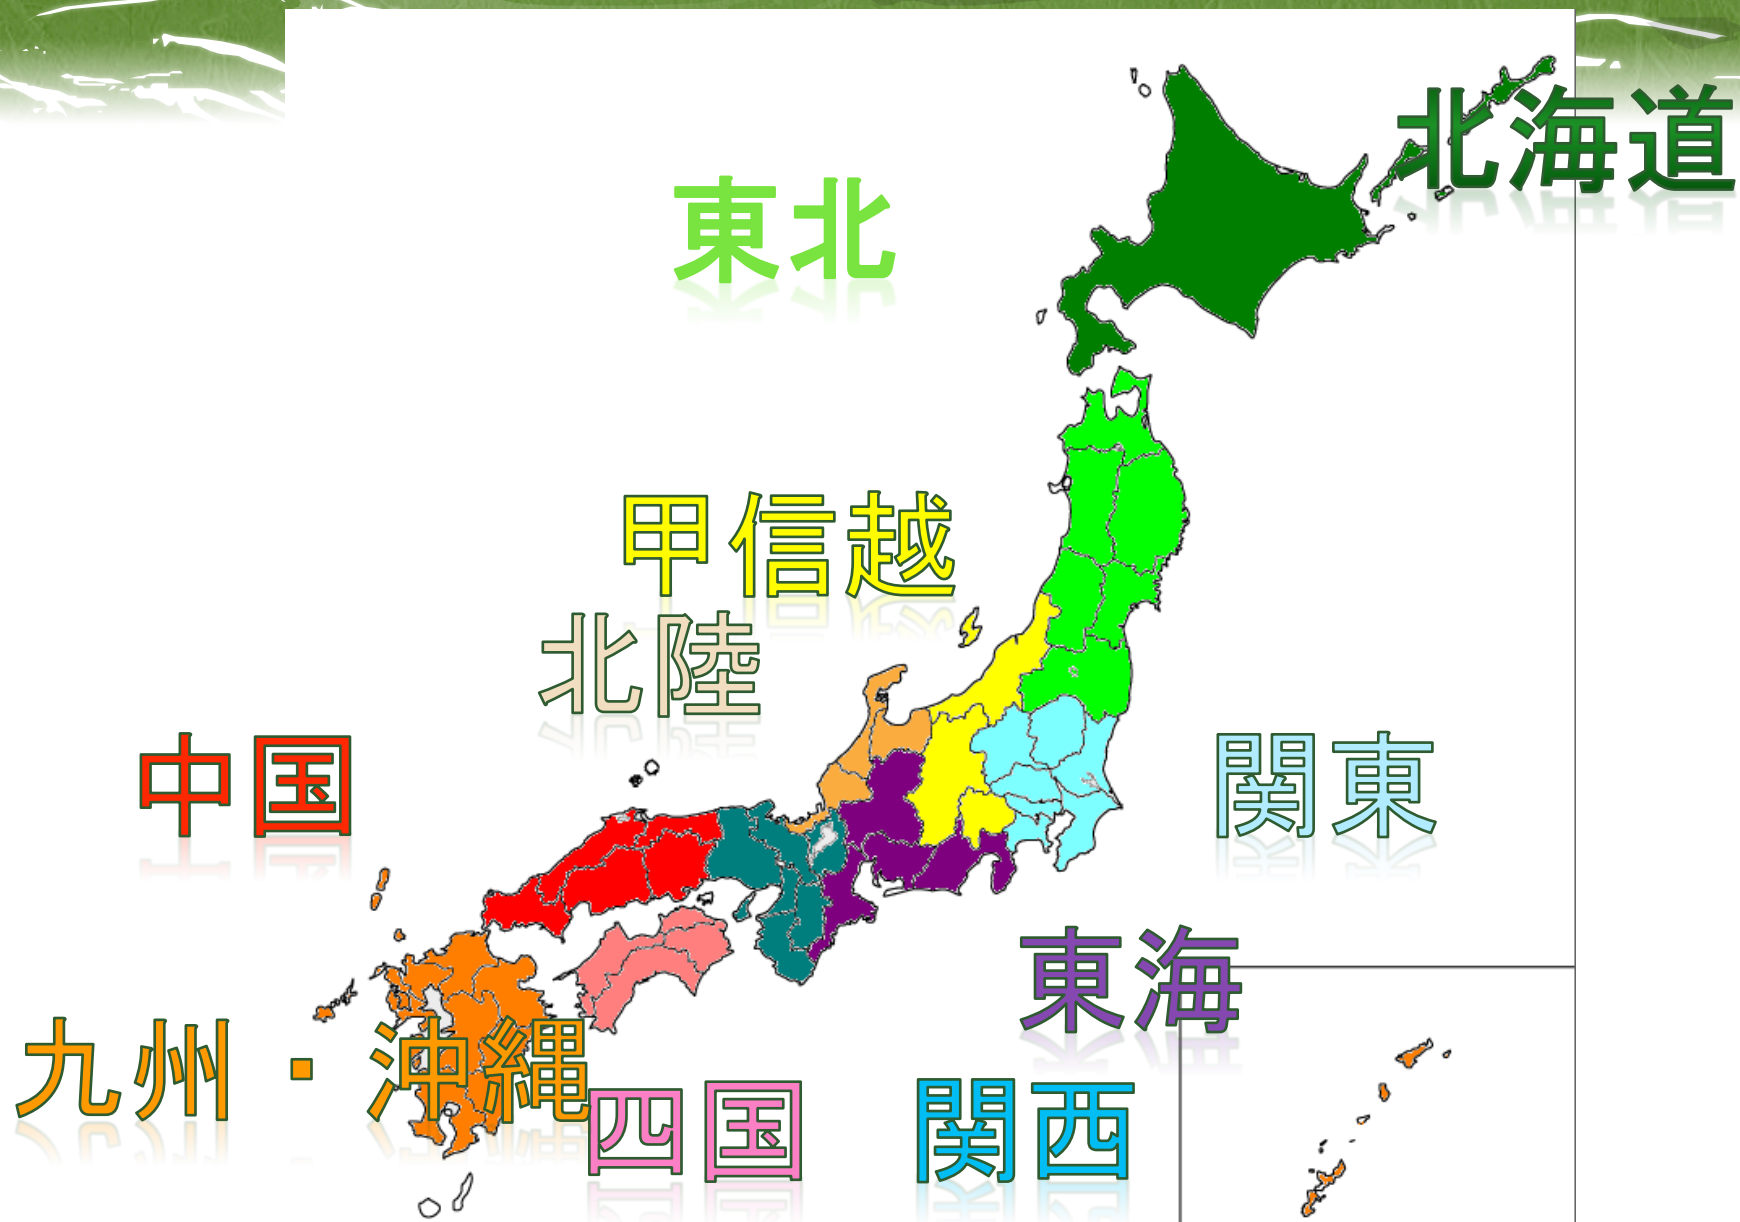 北海道
東北
甲信越
北陸
中国
関東
東海
九州・沖縄
四国
関西